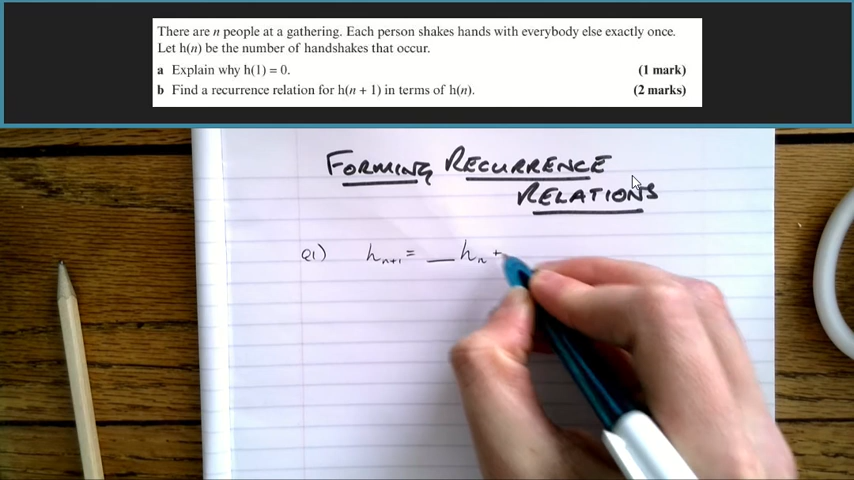 There are n people at a gathering. Each person shakes hands with everybody else exactly once.
Let h(n) be the number of handshakes that occur.
a Explain why h(1) = 0. (1 mark)
b Find a recurrence relation for h(n + 1) in terms of h(n). (2 marks)
FORMING RECURRENCE
RELATIONS
Q1) hₙ₊₁ = __ hₙ +